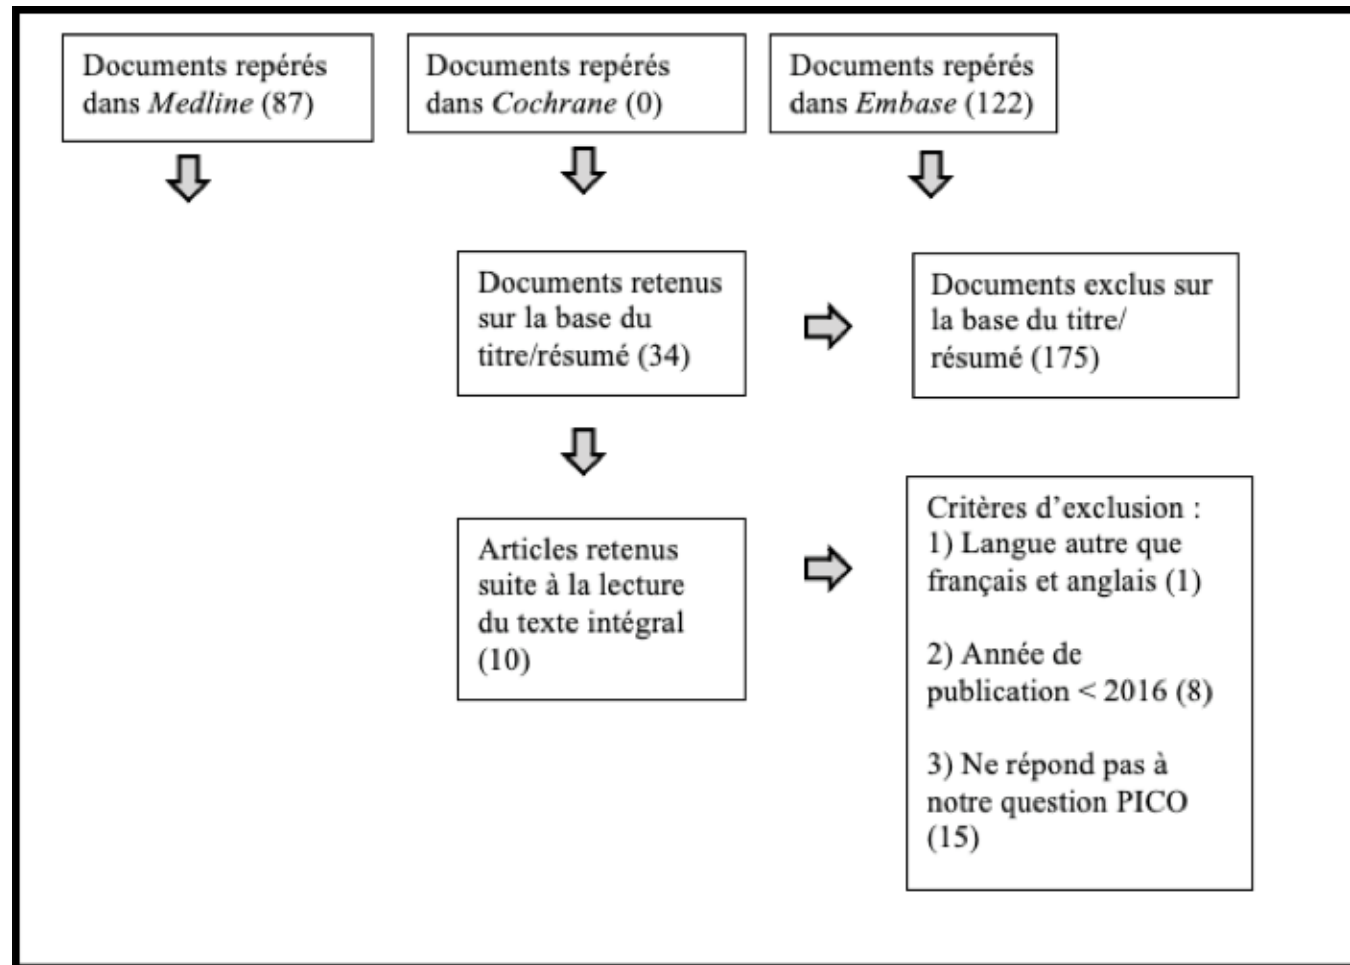 Documents repérés
dans Medline (87)
Documents repérés
dans Cochrane (0)
Documents repérés
dans Embase (122)
Documents retenus
sur la base du
titre/résumé (34)
Documents exclus sur
la base du titre/
résumé (175)
Articles retenus
suite à la lecture
du texte intégral
(10)
Critères d’exclusion :
1) Langue autre que
français et anglais (1)
2) Année de
publication < 2016 (8)
3) Ne répond pas à
notre question PICO
(15)